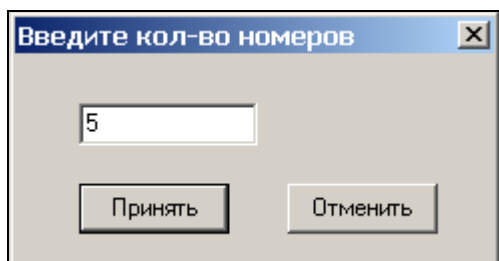 Введите кол-во номеров
5
Принять Отменить